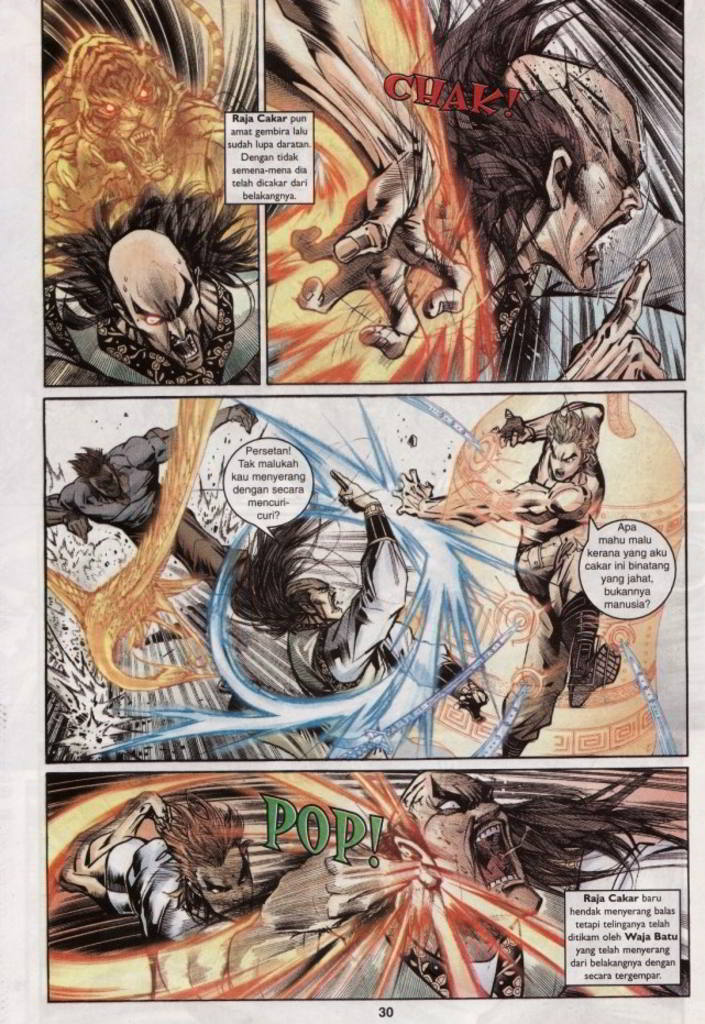 Raja Cakar pun
amat gembira lalu
sudah lupa daratan.
Dengan tidak
semena-mena dia
telah dicakar dari
belakangnya.
CHAK!
Persetan!
Tak malukah
kau menyerang
dengan secara
mencuri-
curi?
Apa
mahu malu
kerana yang aku
cakar ini binatang
yang jahat,
bukannya
manusia?
POP!
Raja Cakar baru
hendak menyerang balas
tetapi telinganya telah
ditikam oleh Waja Batu
yang telah menyerang
dari belakangnya dengan
secara tergempar.
30